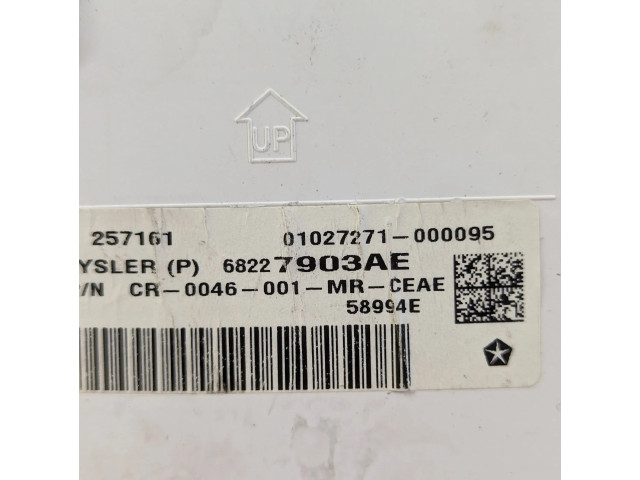 UP
257161 01027271-000095
YSLER (P) 68227903AE
/N CR-0046-001-MR-CEAE
58994E